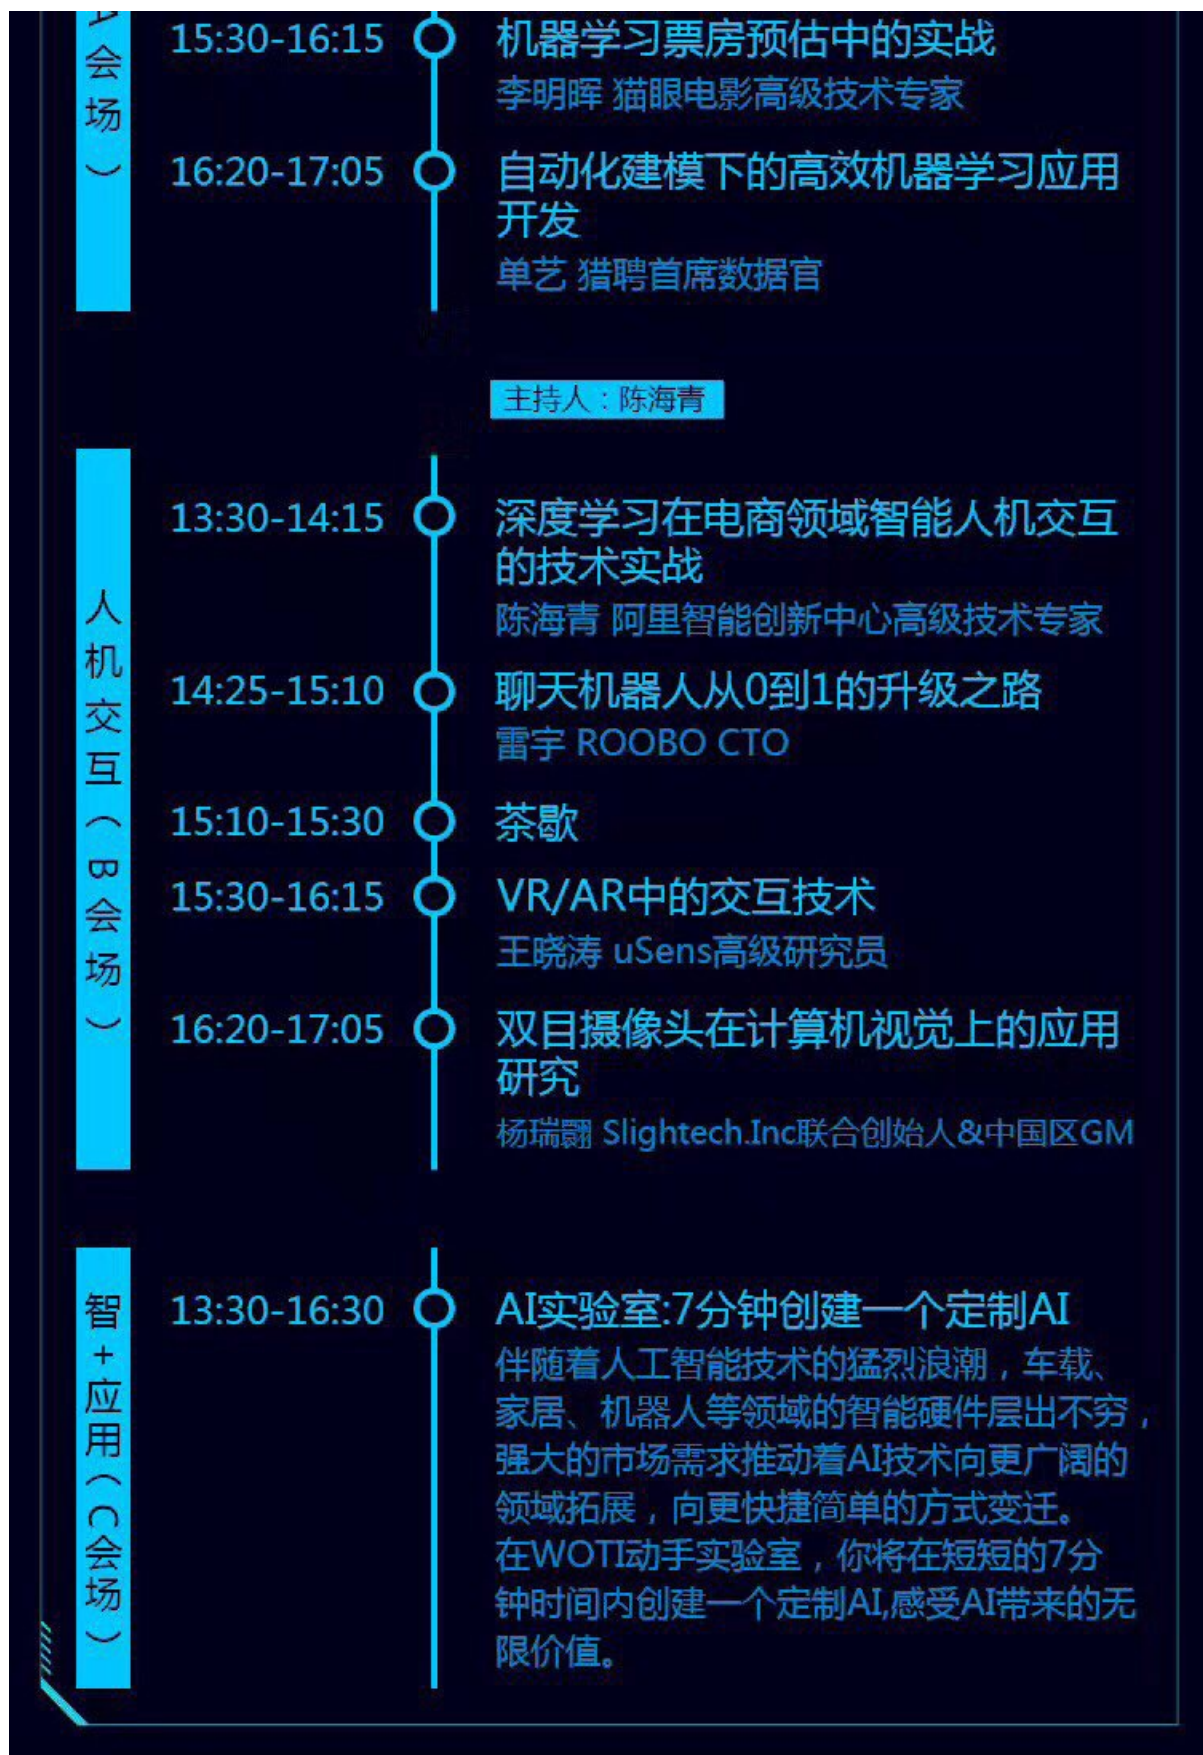 会场）
15:30-16:15
机器学习票房预估中的实战
李明晖 猫眼电影高级技术专家
16:20-17:05
自动化建模下的高效机器学习应用
开发
单艺 猎聘首席数据官
主持人：陈海青
人机交互（B会场）
13:30-14:15
深度学习在电商领域智能人机交互
的技术实战
陈海青 阿里智能创新中心高级技术专家
14:25-15:10
聊天机器人从0到1的升级之路
雷宇 ROOBO CTO
15:10-15:30
茶歇
15:30-16:15
VR/AR中的交互技术
王晓涛 uSens高级研究员
16:20-17:05
双目摄像头在计算机视觉上的应用
研究
杨瑞翾 Slightech.Inc联合创始人&中国区GM
智+应用（C会场）
13:30-16:30
AI实验室:7分钟创建一个定制AI
伴随着人工智能技术的猛烈浪潮，车载、
家居、机器人等领域的智能硬件层出不穷，
强大的市场需求推动着AI技术向更广阔的
领域拓展，向更快捷简单的方式变迁。
在WOTI动手实验室，你将在短短的7分
钟时间内创建一个定制AI,感受AI带来的无
限价值。